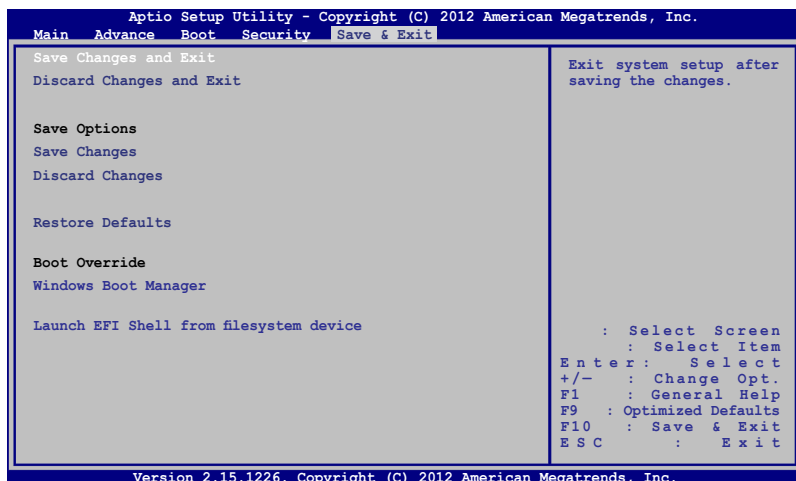 Aptio Setup Utility - Copyright (C) 2012 American Megatrends, Inc.
Main Advance Boot Security Save & Exit
Save Changes and Exit
Discard Changes and Exit
Save Options
Save Changes
Discard Changes
Restore Defaults
Boot Override
Windows Boot Manager
Launch EFI Shell from filesystem device
Exit system setup after
saving the changes.
: Select Screen
: Select Item
Enter: Select
+/— : Change Opt.
F1 : General Help
F9 : Optimized Defaults
F10 : Save & Exit
ESC : Exit
Version 2.15.1226. Copyright (C) 2012 American Megatrends, Inc.